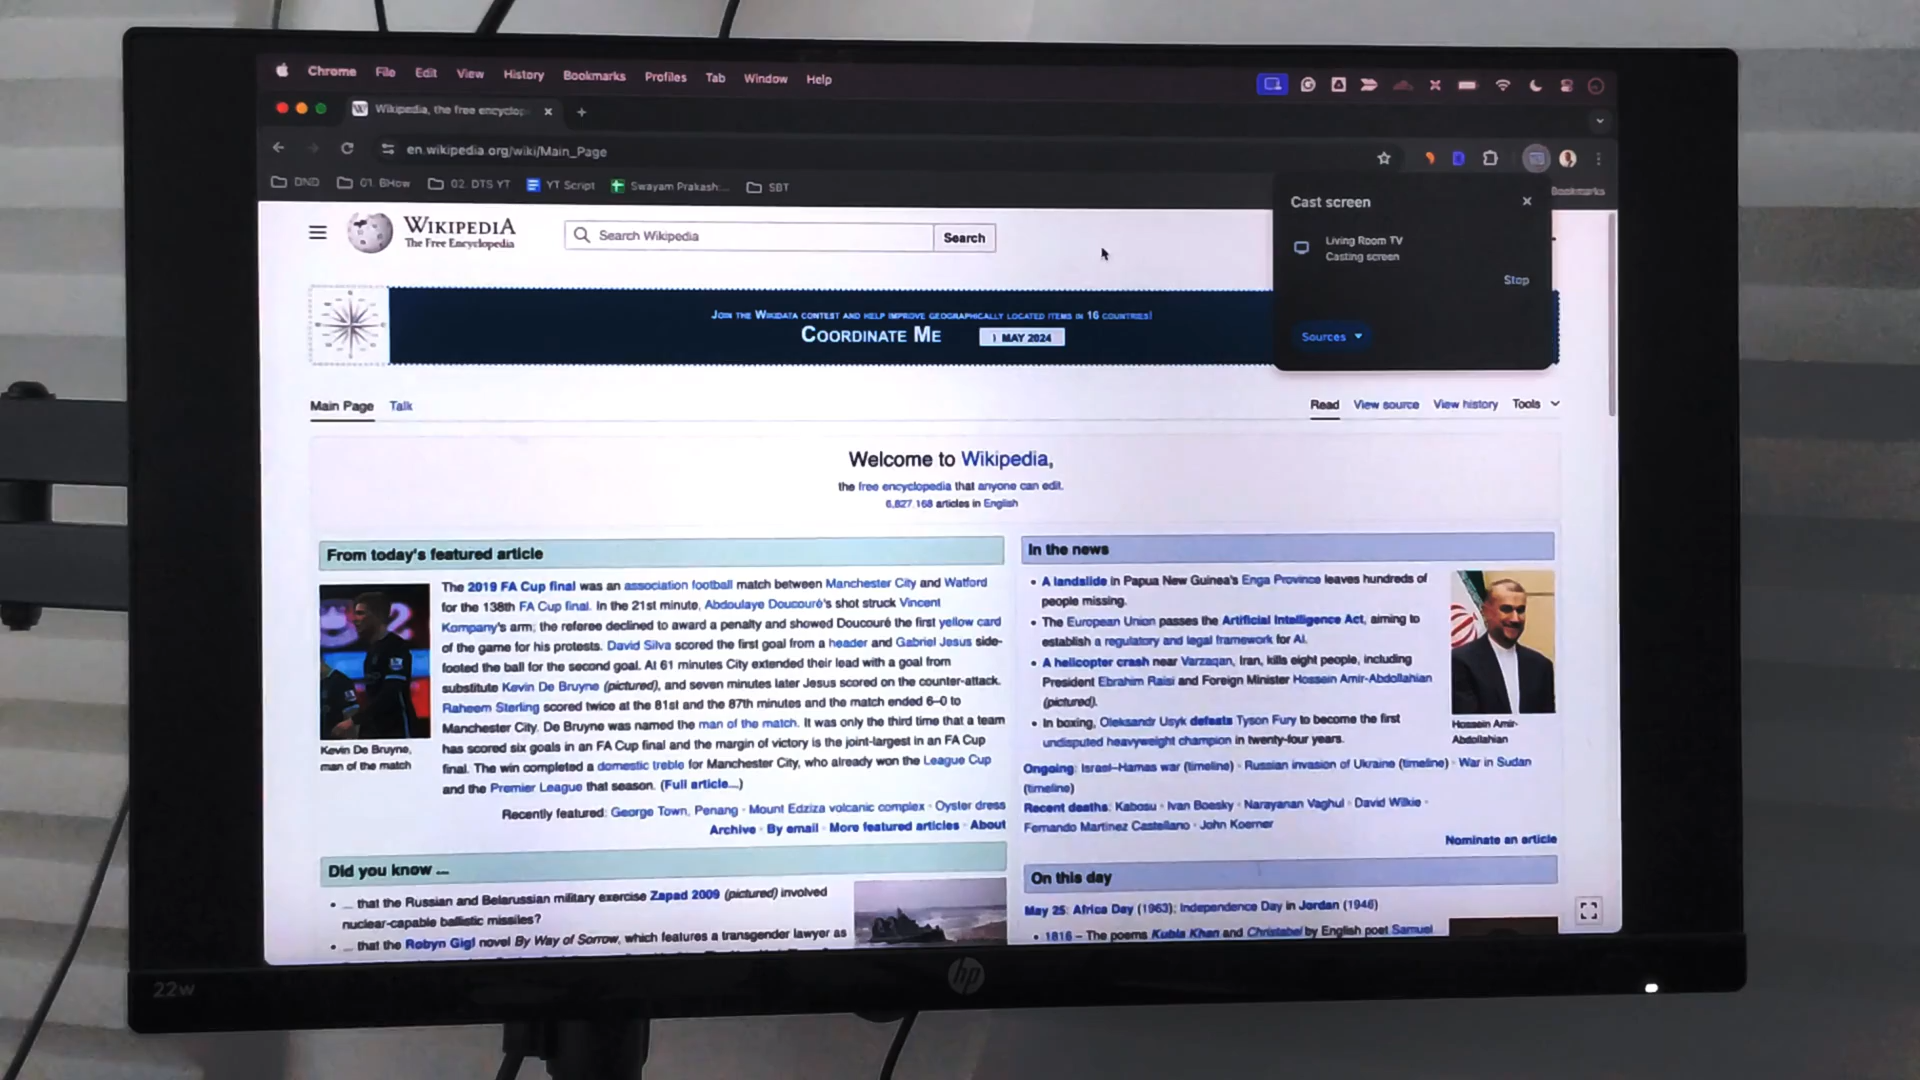 Chrome File Edit View History Bookmarks Profiles Tab Window Help
Wikipedia, the free encyclop
en.wikipedia.org/wiki/Main_Page
DND 01. BHow 02. DTS YT YT Script Swayam Prakash:... SBT
Bookmarks
WIKIPEDIA
The Free Encyclopedia
Search Wikipedia
Search
Cast screen
Living Room TV
Casting screen
Stop
Sources
JOIN THE WIKIDATA CONTEST AND HELP IMPROVE GEOGRAPHICALLY LOCATED ITEMS IN 16 COUNTRIES!
COORDINATE ME
MAY 2024
Main Page Talk
Read View source View history Tools
Welcome to Wikipedia,
the free encyclopedia that anyone can edit.
6,827,168 articles in English
From today's featured article
The 2019 FA Cup final was an association football match between Manchester City and Watford
for the 138th FA Cup final. In the 21st minute, Abdoulaye Doucouré's shot struck Vincent
Kompany's arm; the referee declined to award a penalty and showed Doucouré the first yellow card
of the game for his protests. David Silva scored the first goal from a header and Gabriel Jesus side-
footed the ball for the second goal. At 61 minutes City extended their lead with a goal from
substitute Kevin De Bruyne (pictured), and seven minutes later Jesus scored on the counter-attack.
Raheem Sterling scored twice at the 81st and the 87th minutes and the match ended 6–0 to
Manchester City. De Bruyne was named the man of the match. It was only the third time that a team
has scored six goals in an FA Cup final and the margin of victory is the joint-largest in an FA Cup
final. The win completed a domestic treble for Manchester City, who already won the League Cup
and the Premier League that season. (Full article...)
Kevin De Bruyne,
man of the match
Recently featured: George Town, Penang · Mount Edziza volcanic complex · Oyster dress
Archive · By email · More featured articles · About
Did you know ...
... that the Russian and Belarussian military exercise Zapad 2009 (pictured) involved
nuclear-capable ballistic missiles?
... that the Robyn Gigl novel By Way of Sorrow, which features a transgender lawyer as
In the news
A landslide in Papua New Guinea's Enga Province leaves hundreds of
people missing.
The European Union passes the Artificial Intelligence Act, aiming to
establish a regulatory and legal framework for AI.
A helicopter crash near Varzaqan, Iran, kills eight people, including
President Ebrahim Raisi and Foreign Minister Hossein Amir-Abdollahian
(pictured).
In boxing, Oleksandr Usyk defeats Tyson Fury to become the first
undisputed heavyweight champion in twenty-four years.
Hossein Amir-
Abdollahian
Ongoing: Israel–Hamas war (timeline) · Russian invasion of Ukraine (timeline) · War in Sudan
(timeline)
Recent deaths: Kabosu · Ivan Boesky · Narayanan Vaghul · David Wilkie ·
Fernando Martínez Castellano · John Koerner
Nominate an article
On this day
May 25: Africa Day (1963); Independence Day in Jordan (1946)
1816 – The poems Kubla Khan and Christabel by English poet Samuel
22w
hp